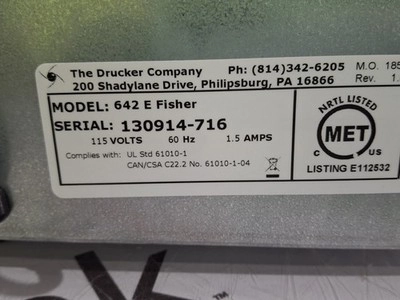 The Drucker Company Ph: (814)342-6205 M.O. 185
200 Shadylane Drive, Philipsburg, PA 16866 Rev. 1.
MODEL: 642 E Fisher
SERIAL: 130914-716
115 VOLTS 60 Hz 1.5 AMPS
Complies with: UL Std 61010-1
CAN/CSA C22.2 No. 61010-1-04
NRTL LISTED
MET
C US
LISTING E112532
TM